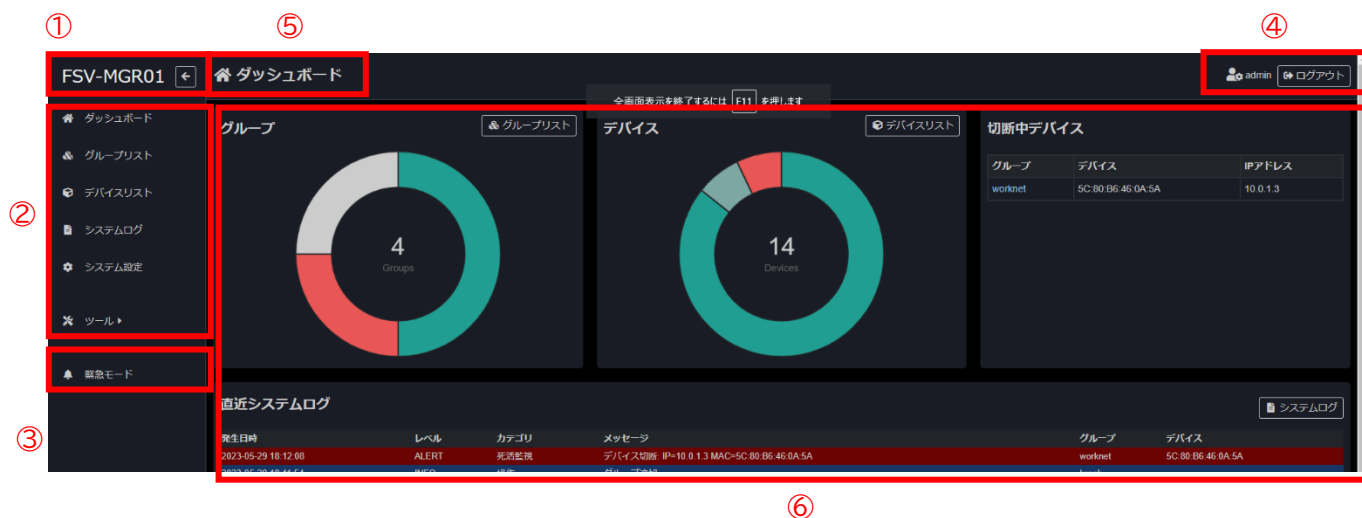 ① ⑤ ④
FSV-MGR01 ダッシュボード admin ログアウト
全画面表示を終了するには F11 を押します
②
ダッシュボード
グループリスト
デバイスリスト
システムログ
システム設定
ツール
③
緊急モード
グループ グループリスト
4
Groups
デバイス デバイスリスト
14
Devices
切断中デバイス
グループ デバイス IPアドレス
worknet 5C:80:B6:46:0A:5A 10.0.1.3
直近システムログ システムログ
発生日時 レベル カテゴリ メッセージ グループ デバイス
2023-05-29 18:12:08 ALERT 死活監視 デバイス切断: IP=10.0.1.3 MAC=5C:80:B6:46:0A:5A worknet 5C:80:B6:46:0A:5A
⑥